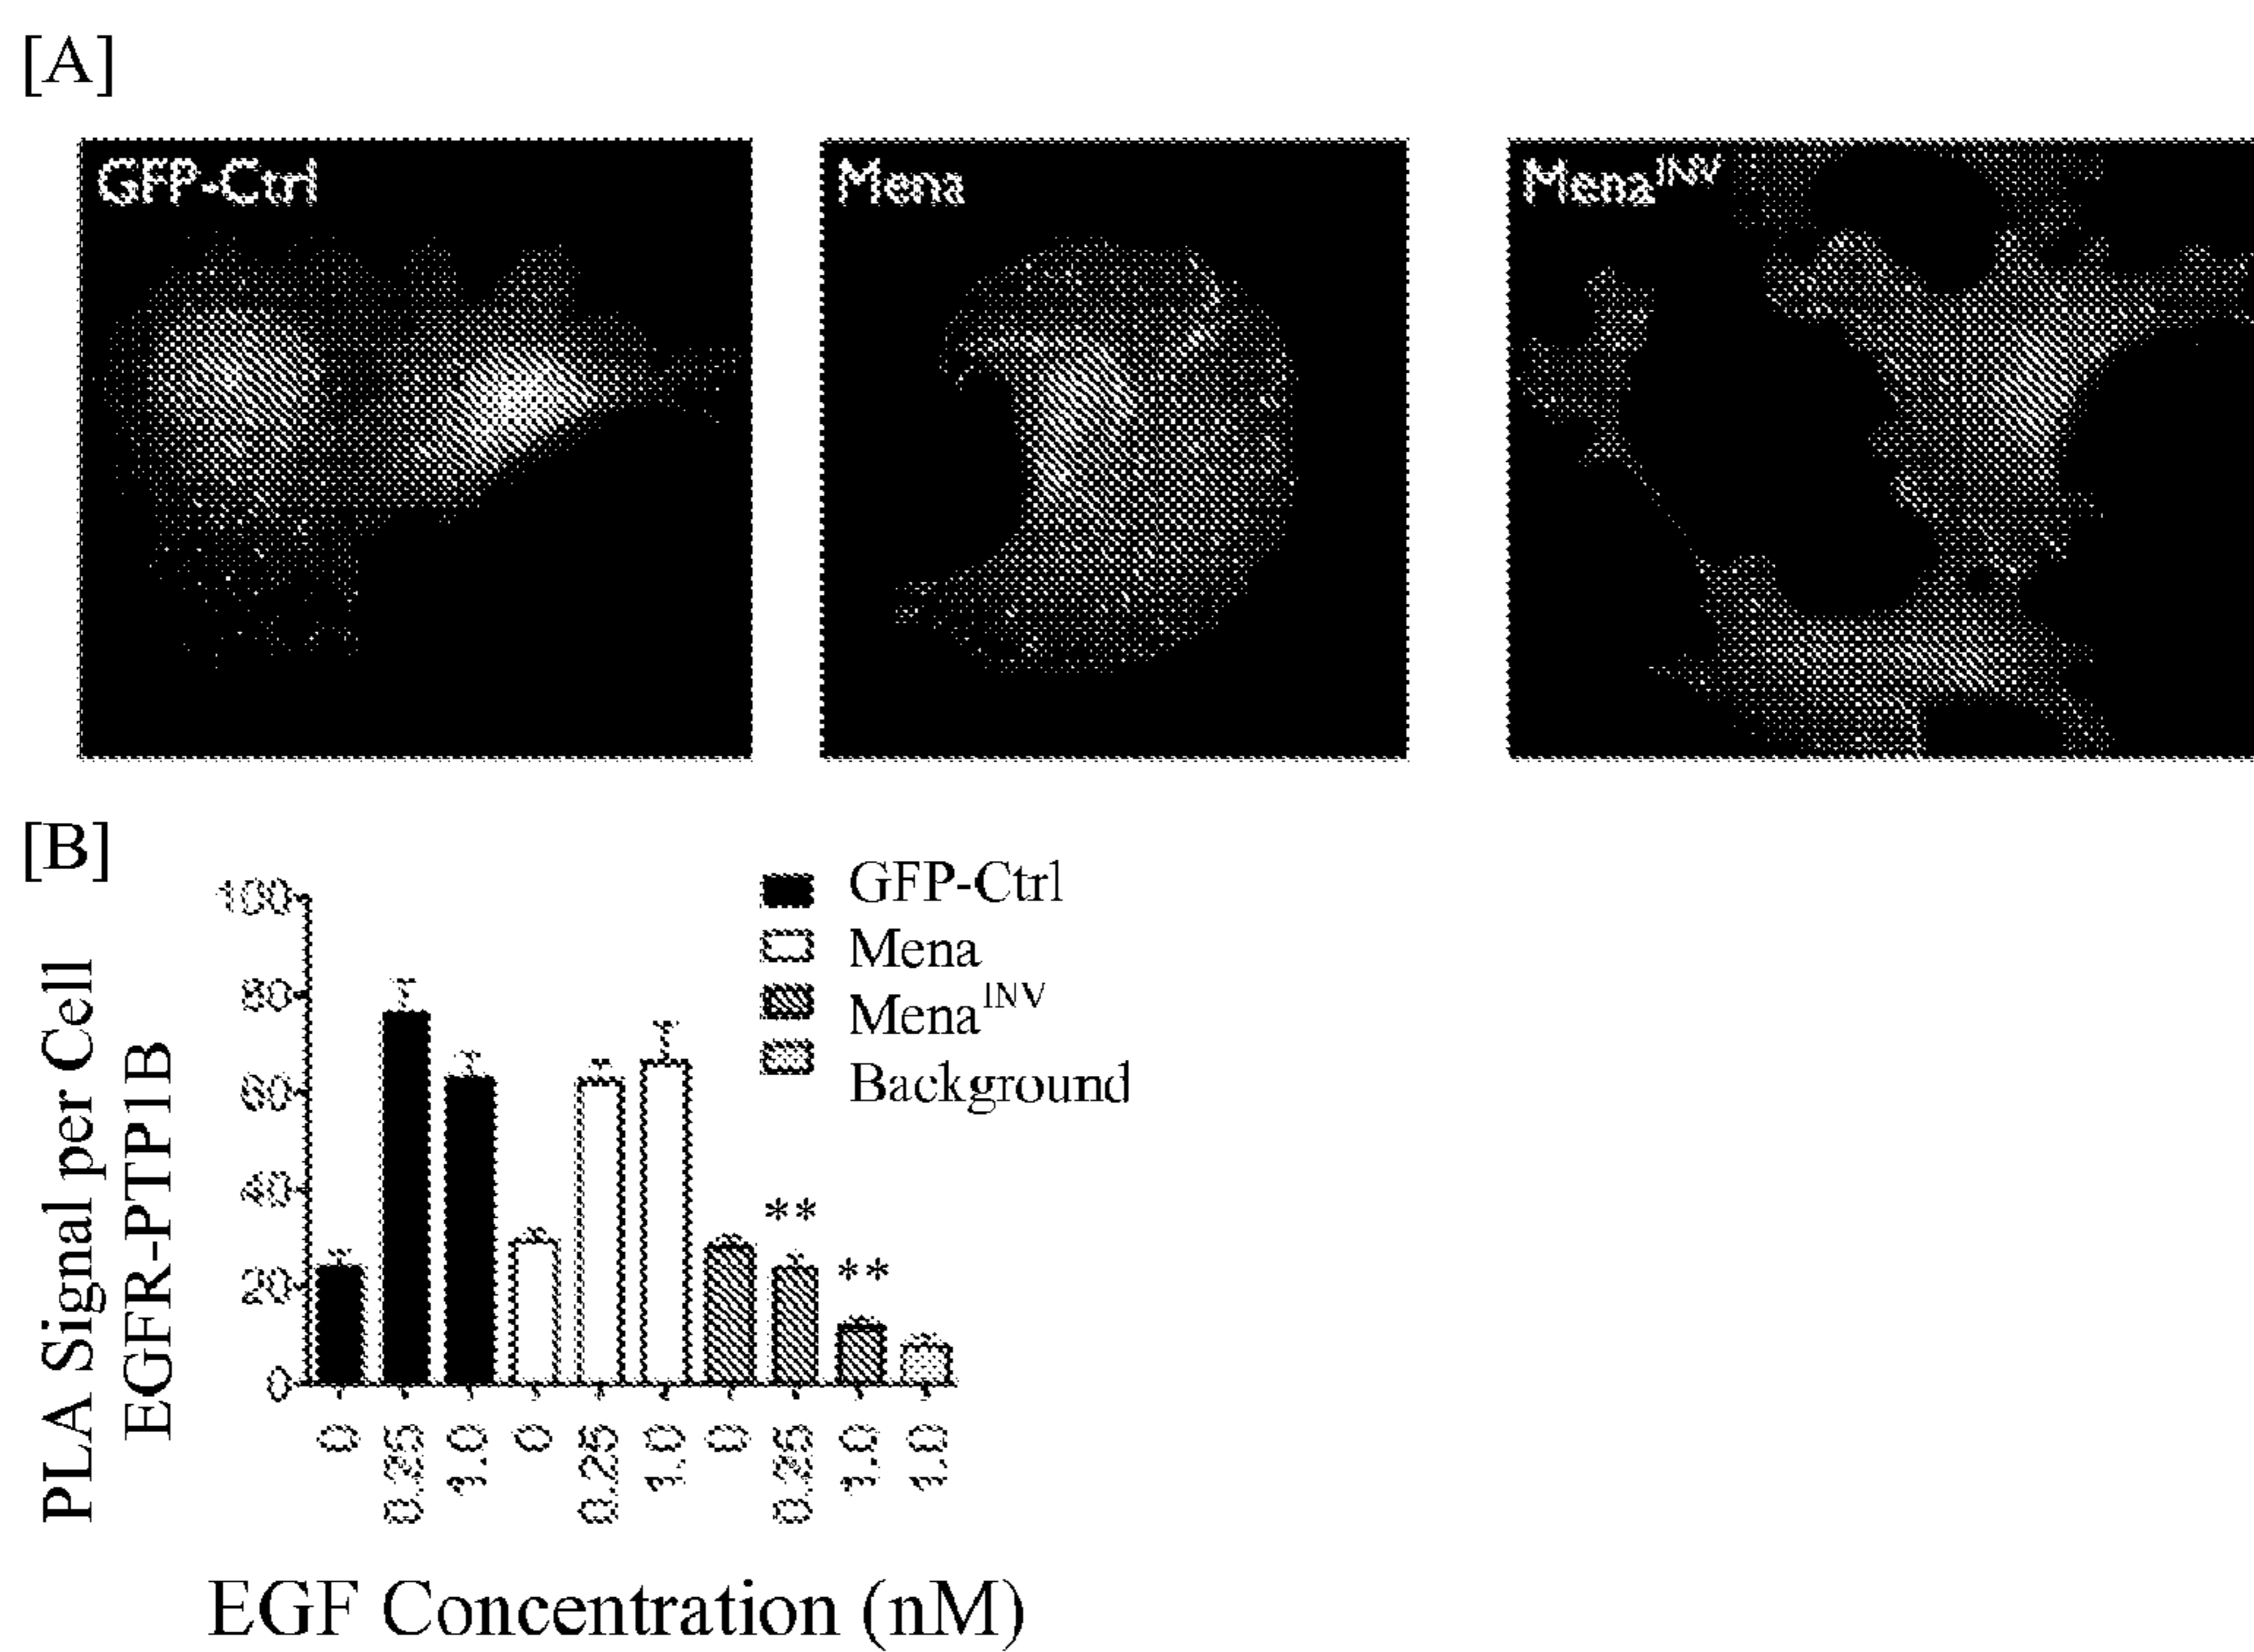 [A]
GFP-Ctrl
Mena
Mena^INV
[B]
GFP-Ctrl
Mena
Mena^INV
Background
PLA Signal per Cell
EGFR-PTP1B
100
80
60
40
20
0
**
**
0 0.25 1.0 0 0.25 1.0 0 0.25 1.0 1.0
EGF Concentration (nM)